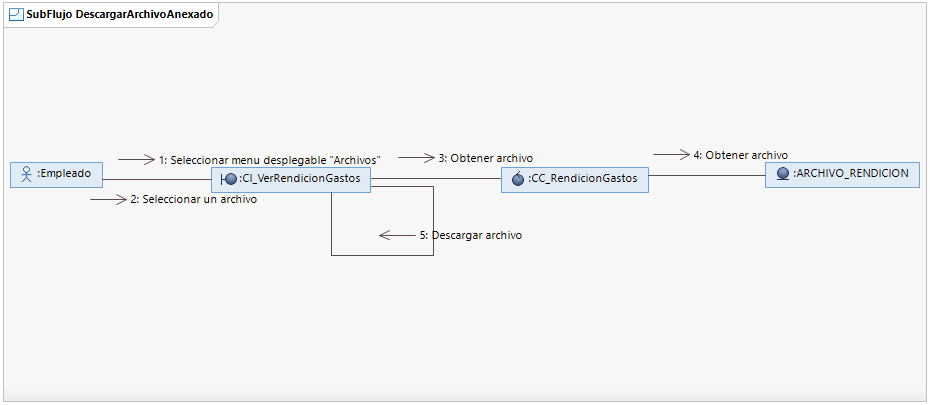 SubFlujo DescargarArchivoAnexado
1: Seleccionar menu desplegable "Archivos"
3: Obtener archivo
4: Obtener archivo
:Empleado
:CI_VerRendicionGastos
:CC_RendicionGastos
:ARCHIVO_RENDICION
2: Seleccionar un archivo
5: Descargar archivo